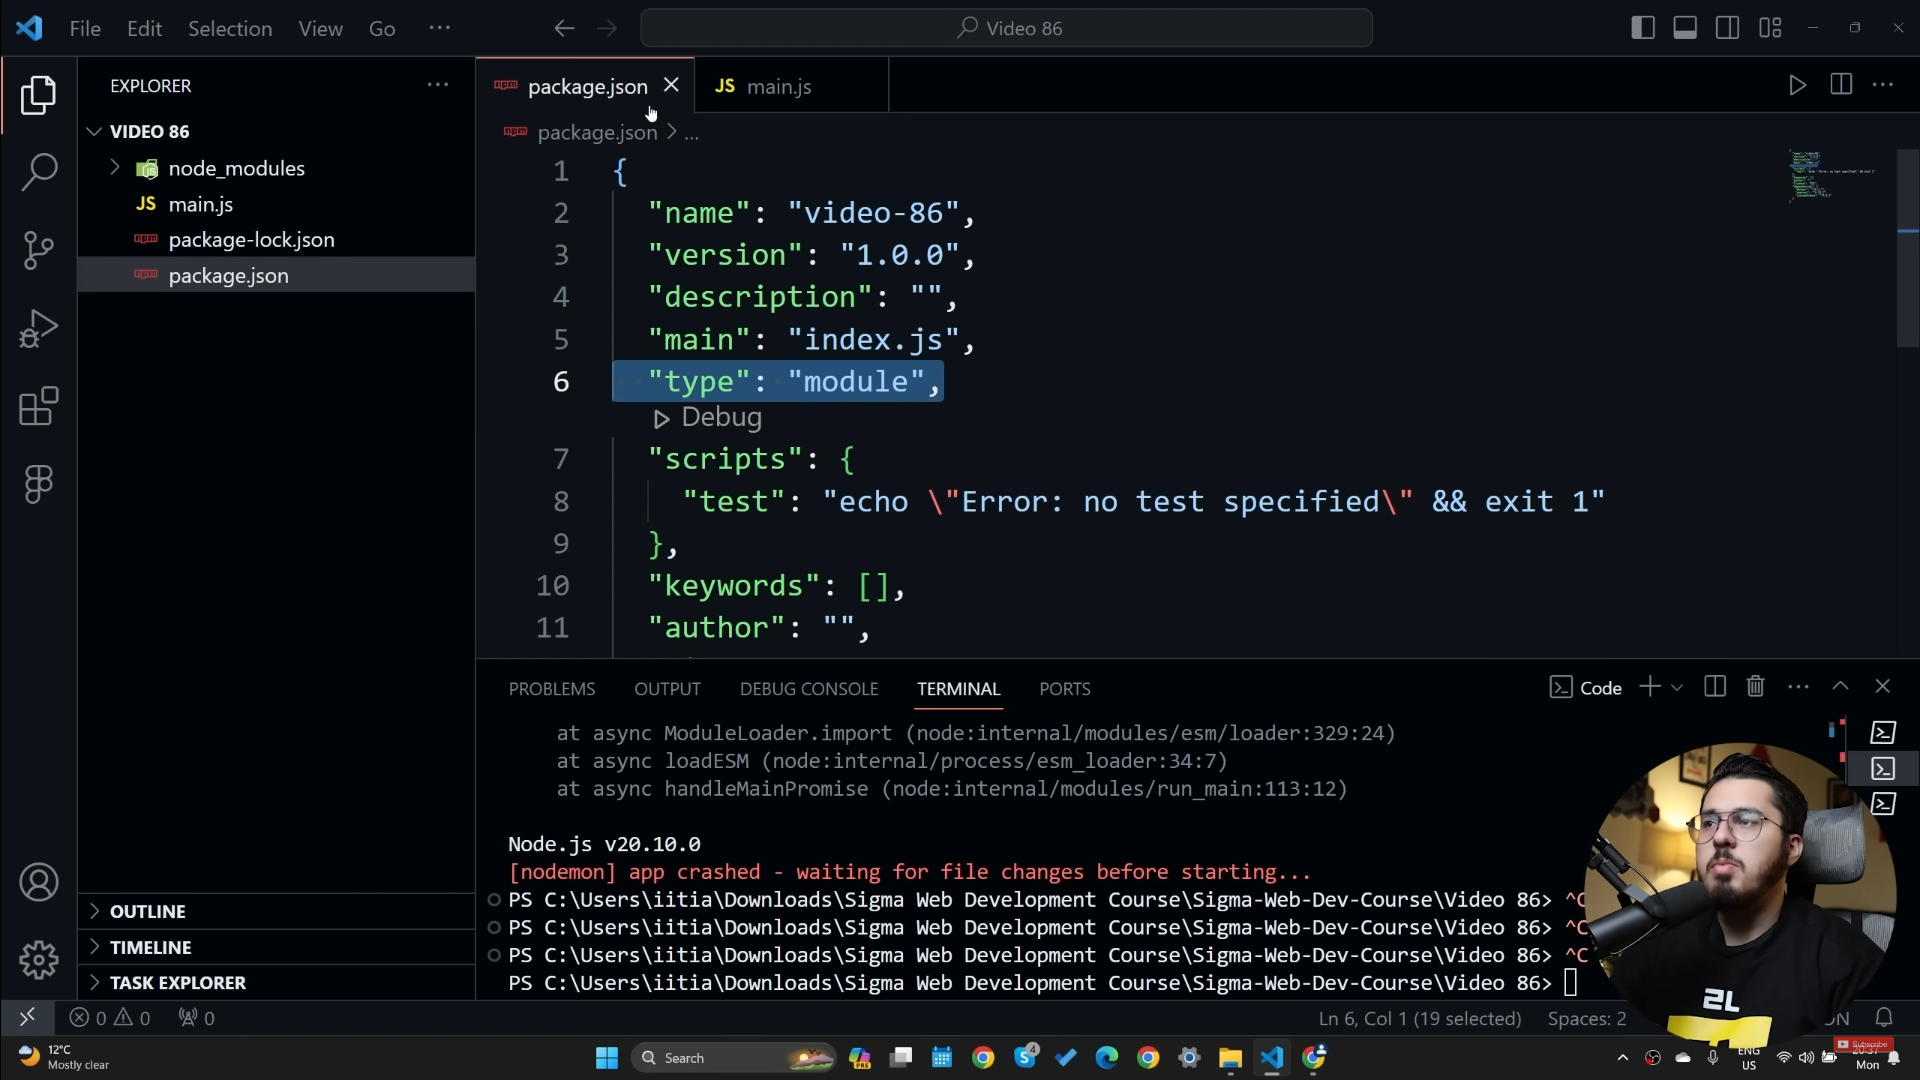 File Edit Selection View Go ···
Video 86
EXPLORER ···
VIDEO 86
node_modules
JS main.js
package-lock.json
package.json
package.json
JS main.js
package.json > ...
1 {
2 "name": "video-86",
3 "version": "1.0.0",
4 "description": "",
5 "main": "index.js",
6 "type": "module",
Debug
7 "scripts": {
8 "test": "echo \"Error: no test specified\" && exit 1"
9 },
10 "keywords": [],
11 "author": "",
PROBLEMS OUTPUT DEBUG CONSOLE TERMINAL PORTS
Code
at async ModuleLoader.import (node:internal/modules/esm/loader:329:24)
at async loadESM (node:internal/process/esm_loader:34:7)
at async handleMainPromise (node:internal/modules/run_main:113:12)
Node.js v20.10.0
[nodemon] app crashed - waiting for file changes before starting...
PS C:\Users\iitia\Downloads\Sigma Web Development Course\Sigma-Web-Dev-Course\Video 86> ^C
PS C:\Users\iitia\Downloads\Sigma Web Development Course\Sigma-Web-Dev-Course\Video 86> ^C
PS C:\Users\iitia\Downloads\Sigma Web Development Course\Sigma-Web-Dev-Course\Video 86> ^C
PS C:\Users\iitia\Downloads\Sigma Web Development Course\Sigma-Web-Dev-Course\Video 86>
OUTLINE
TIMELINE
TASK EXPLORER
0 0 0
Ln 6, Col 1 (19 selected) Spaces: 2
12°C
Mostly clear
Search
PRE
4
ENG
US
Subscribe
Mon